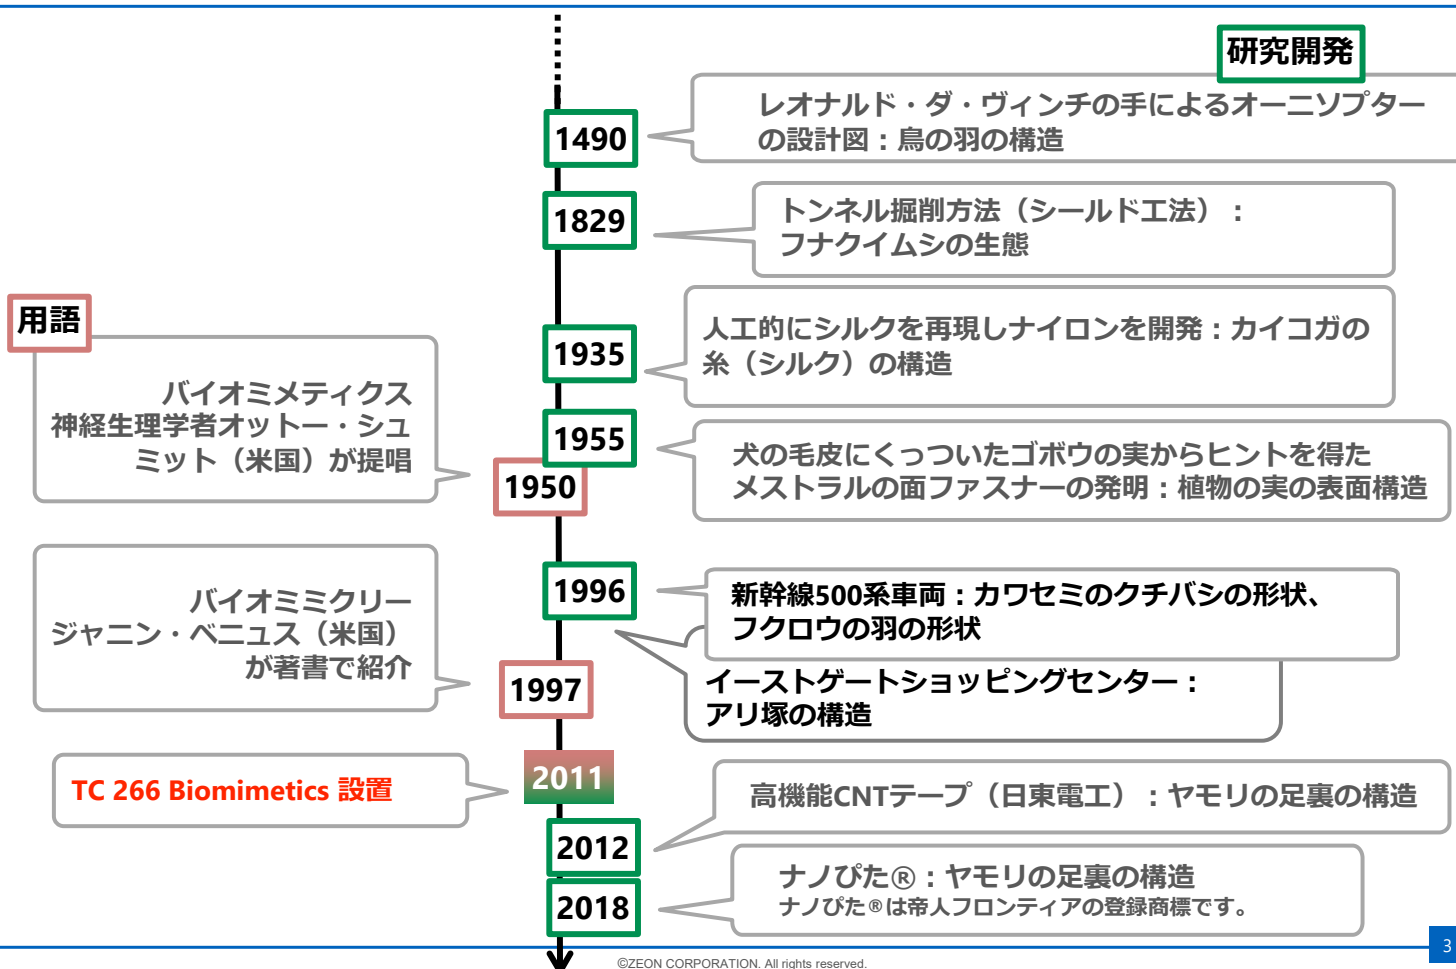 研究開発
1490
レオナルド・ダ・ヴィンチの手によるオーニソプター
の設計図：鳥の羽の構造
1829
トンネル掘削方法（シールド工法）：
フナクイムシの生態
用語
1935
人工的にシルクを再現しナイロンを開発：カイコガの
糸（シルク）の構造
バイオミメティクス
神経生理学者オットー・シュ
ミット（米国）が提唱
1955
犬の毛皮にくっついたゴボウの実からヒントを得た
メストラルの面ファスナーの発明：植物の実の表面構造
1950
1996
新幹線500系車両：カワセミのクチバシの形状、
フクロウの羽の形状
バイオミミクリー
ジャニン・ベニュス（米国）
が著書で紹介
1997
イーストゲートショッピングセンター：
アリ塚の構造
TC 266 Biomimetics 設置
2011
高機能CNTテープ（日東電工）：ヤモリの足裏の構造
2012
ナノぴた®：ヤモリの足裏の構造
ナノぴた®は帝人フロンティアの登録商標です。
2018
3
©ZEON CORPORATION. All rights reserved.